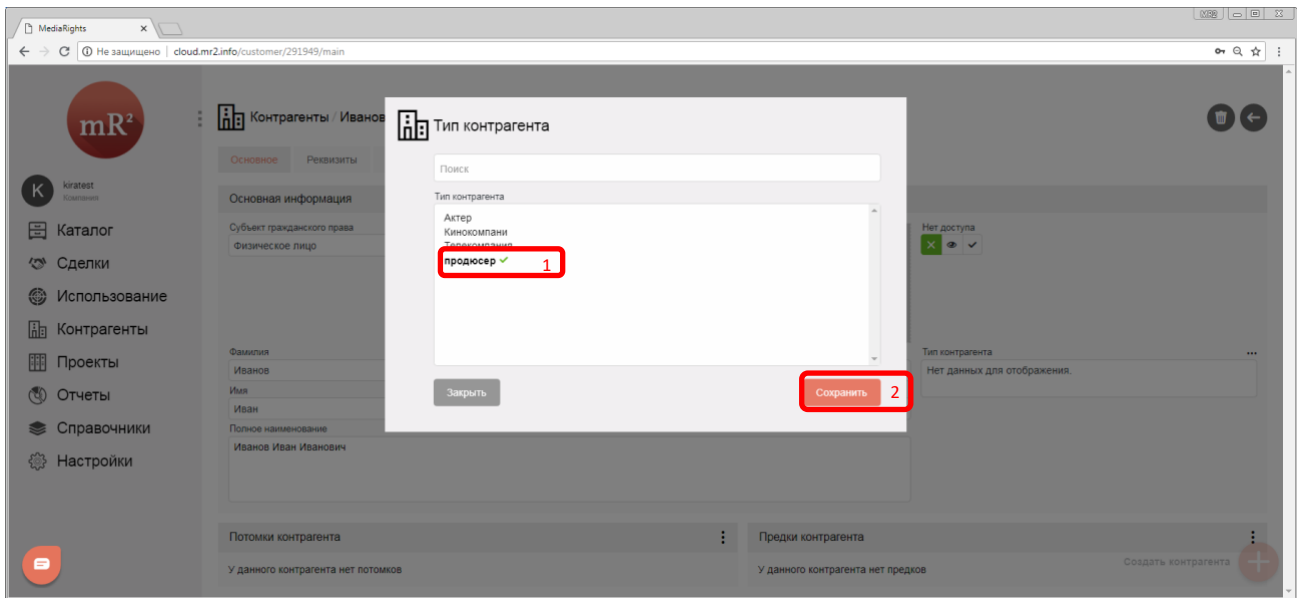 MR2
MediaRights
Не защищено | cloud.mr2.info/customer/291949/main
mR²
Контрагенты / Иванов
Тип контрагента
Основное Реквизиты
Поиск
K kiratest
Компания
Основная информация
Тип контрагента
Субъект гражданского права
Нет доступа
Физическое лицо
Актер
Кинокомпани
Телекомпания
продюсер 1
Каталог
Сделки
Использование
Контрагенты
Проекты
Отчеты
Справочники
Настройки
Фамилия
Иванов
Имя
Иван
Полное наименование
Иванов Иван Иванович
Тип контрагента
Нет данных для отображения.
Закрыть
Сохранить 2
Потомки контрагента
У данного контрагента нет потомков
Предки контрагента
У данного контрагента нет предков
Создать контрагента